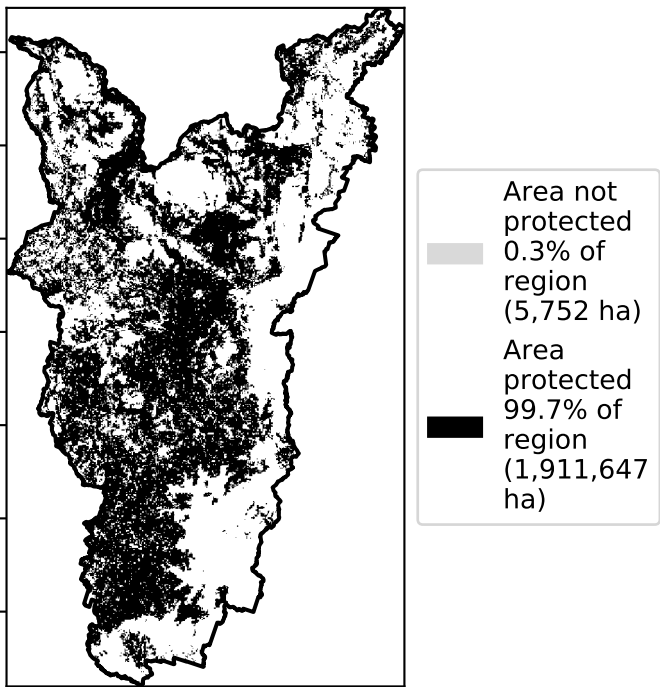 Area not
protected
0.3% of
region
(5,752 ha)
Area
protected
99.7% of
region
(1,911,647
ha)